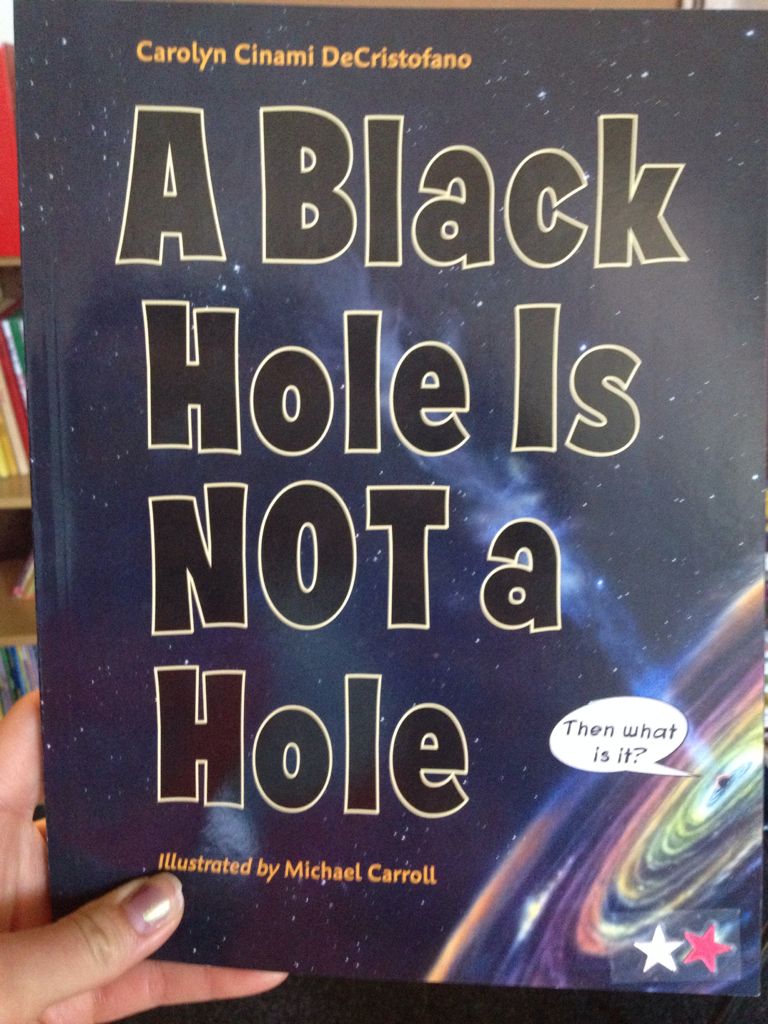 Carolyn Cinami DeCristofano
A Black
Hole Is
NOT a
Hole
Then what
is it?
Illustrated by Michael Carroll